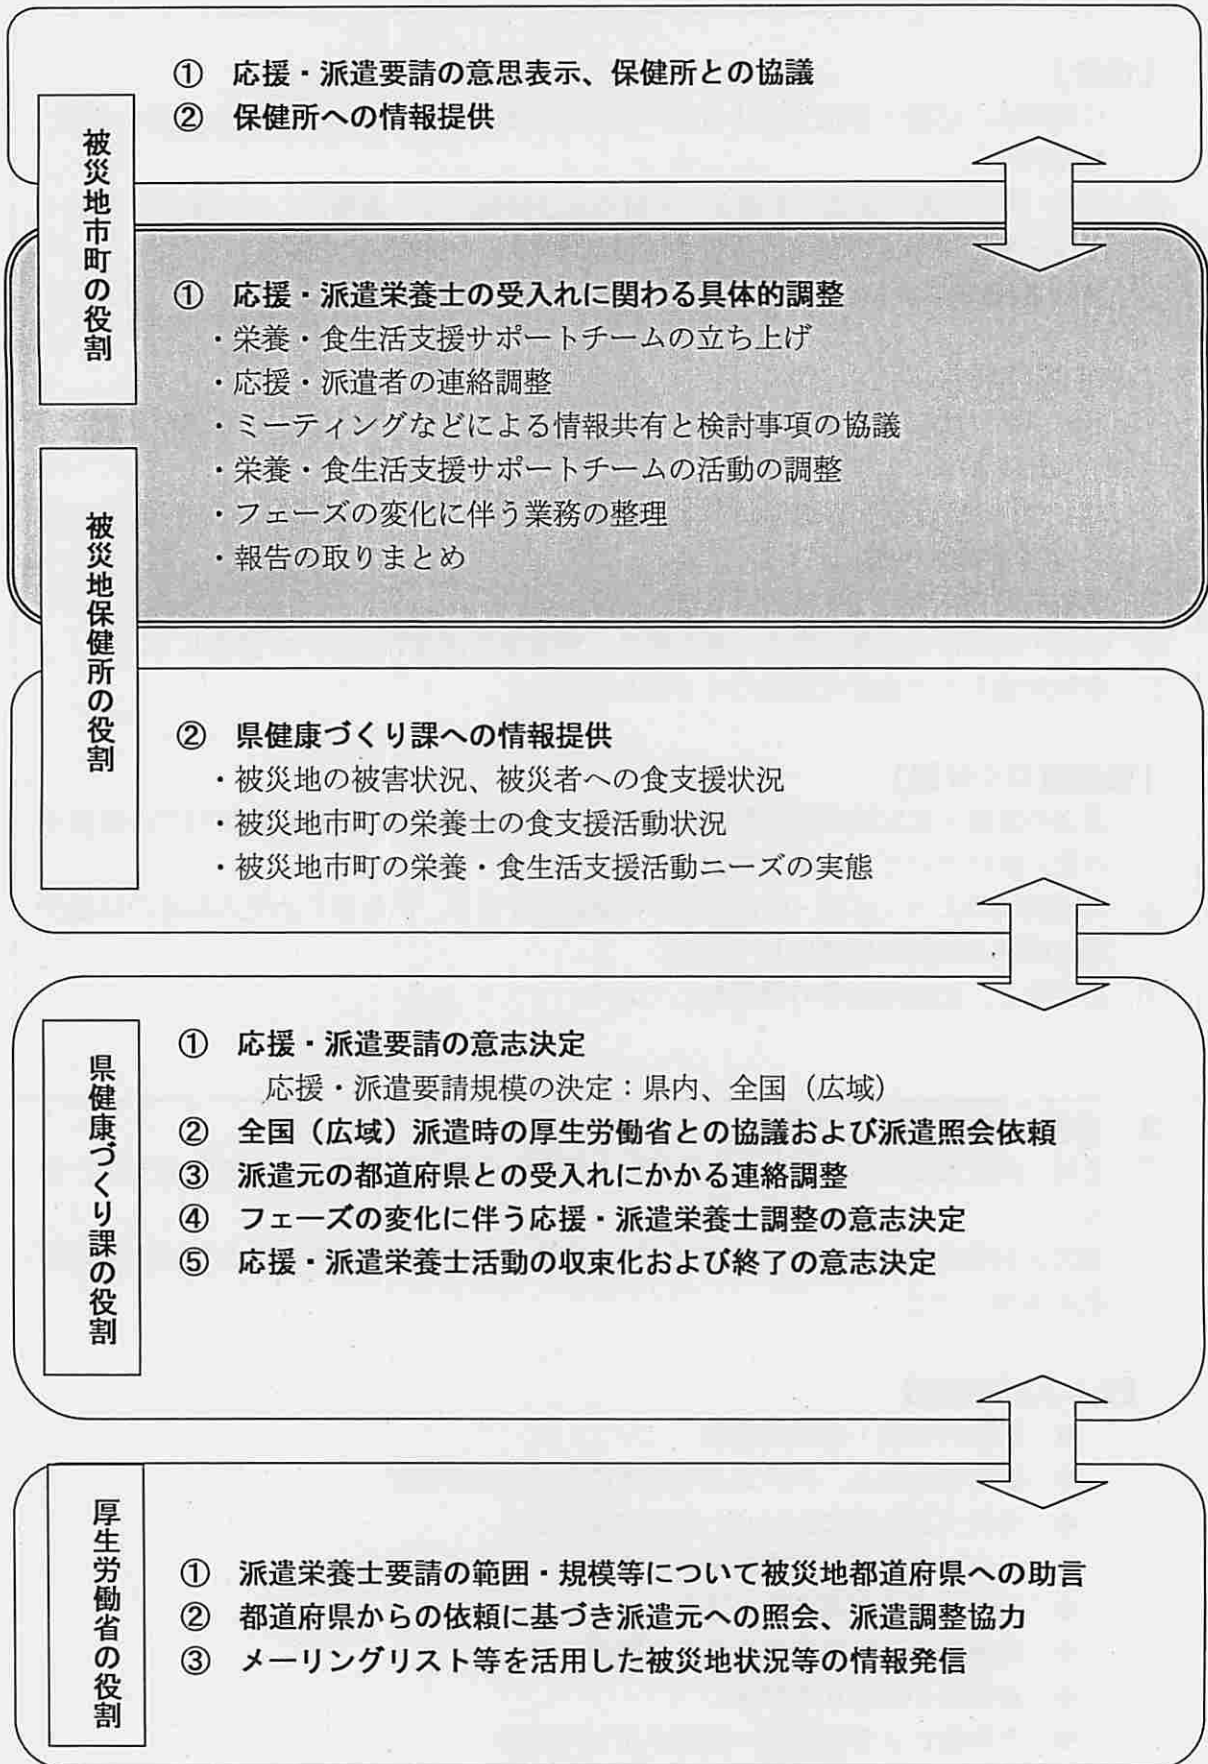 ① 応援・派遣要請の意思表示、保健所との協議
② 保健所への情報提供
被災地市町の役割
① 応援・派遣栄養士の受入れに関わる具体的調整
・栄養・食生活支援サポートチームの立ち上げ
・応援・派遣者の連絡調整
・ミーティングなどによる情報共有と検討事項の協議
・栄養・食生活支援サポートチームの活動の調整
・フェーズの変化に伴う業務の整理
・報告の取りまとめ
被災地保健所の役割
② 県健康づくり課への情報提供
・被災地の被害状況、被災者への食支援状況
・被災地市町の栄養士の食支援活動状況
・被災地市町の栄養・食生活支援活動ニーズの実態
県健康づくり課の役割
① 応援・派遣要請の意志決定
応援・派遣要請規模の決定：県内、全国（広域）
② 全国（広域）派遣時の厚生労働省との協議および派遣照会依頼
③ 派遣元の都道府県との受入れにかかる連絡調整
④ フェーズの変化に伴う応援・派遣栄養士調整の意志決定
⑤ 応援・派遣栄養士活動の収束化および終了の意志決定
厚生労働省の役割
① 派遣栄養士要請の範囲・規模等について被災地都道府県への助言
② 都道府県からの依頼に基づき派遣元への照会、派遣調整協力
③ メーリングリスト等を活用した被災地状況等の情報発信